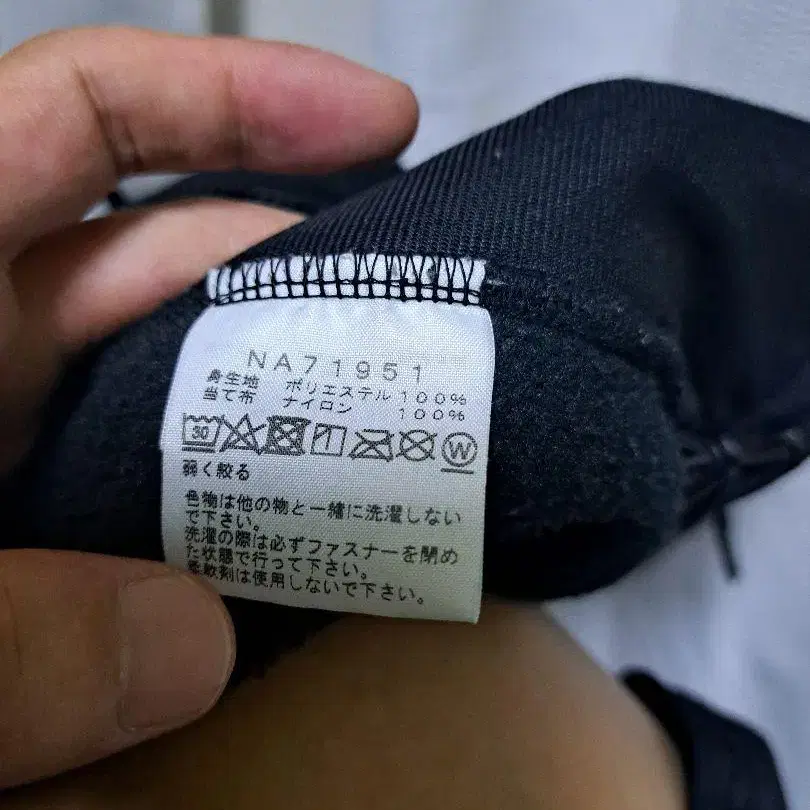 NA71951
身生地 ポリエステル 100%
当て布 ナイロン 100%
30 W
弱く絞る
色物は他の物と一緒に洗濯しない
で下さい。
洗濯の際は必ずファスナーを閉め
た状態で行って下さい。
柔軟剤は使用しないで下さい。